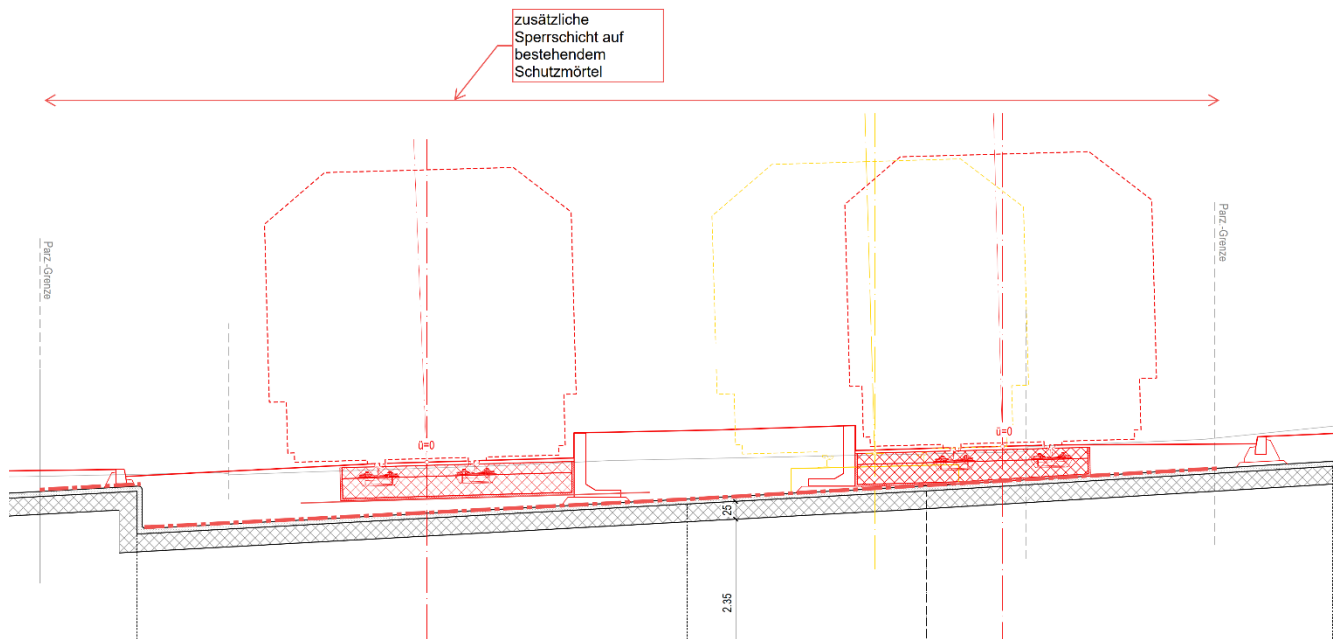 zusätzliche
Sperrschicht auf
bestehendem
Schutzmörtel
Parz.-Grenze
Parz.-Grenze
ü=0
ü=0
25
2.35